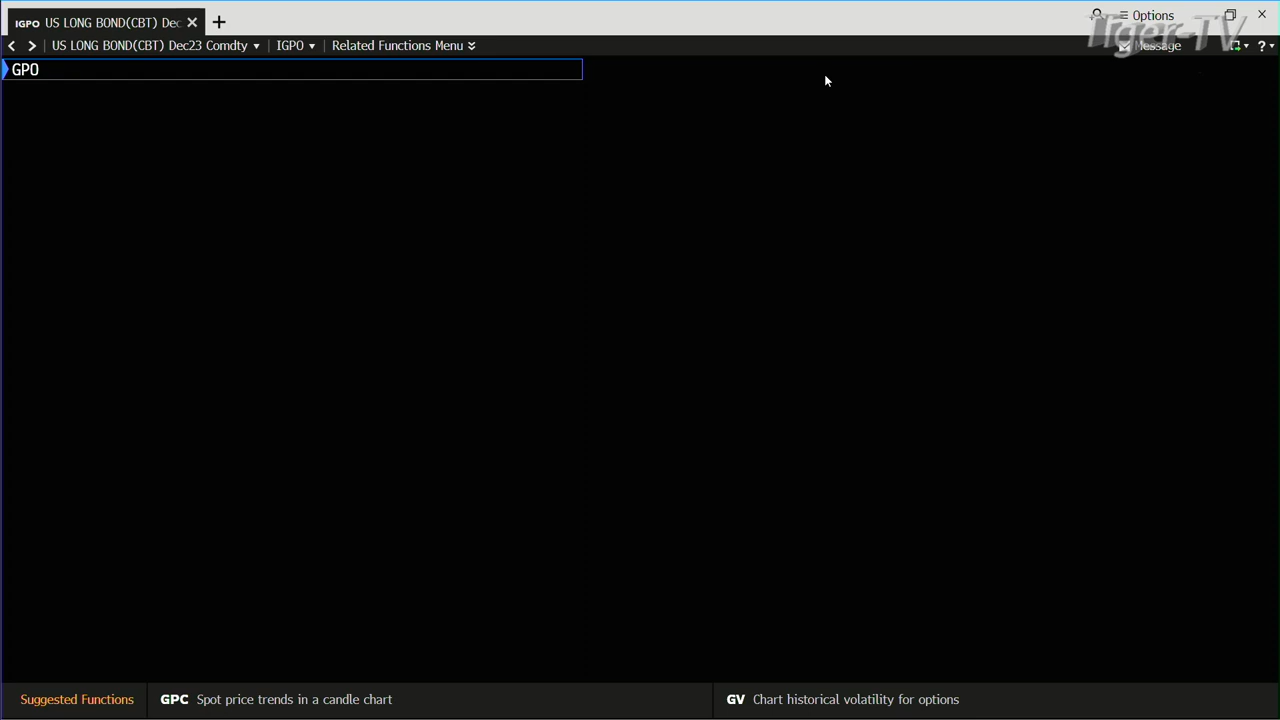 IGPO US LONG BOND(CBT) Dec
Options
US LONG BOND(CBT) Dec23 Comdty
IGPO
Related Functions Menu
Message
?
Tiger-TV
GPO
Suggested Functions
GPC Spot price trends in a candle chart
GV Chart historical volatility for options